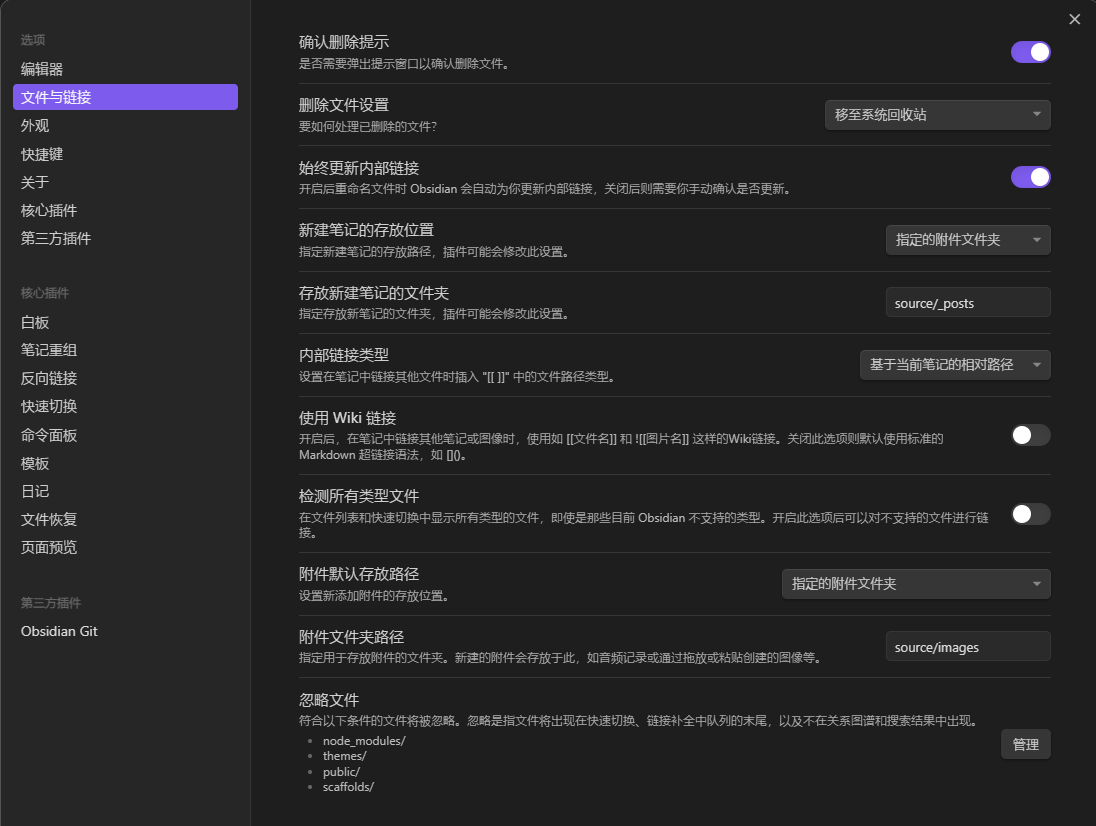 选项
编辑器
文件与链接
外观
快捷键
关于
核心插件
第三方插件
核心插件
白板
笔记重组
反向链接
快速切换
命令面板
模板
日记
文件恢复
页面预览
第三方插件
Obsidian Git
确认删除提示
是否需要弹出提示窗口以确认删除文件。
删除文件设置
要如何处理已删除的文件?
移至系统回收站
始终更新内部链接
开启后重命名文件时 Obsidian 会自动为你更新内部链接，关闭后则需要你手动确认是否更新。
新建笔记的存放位置
指定新建笔记的存放路径，插件可能会修改此设置。
指定的附件文件夹
存放新建笔记的文件夹
指定存放新笔记的文件夹，插件可能会修改此设置。
source/_posts
内部链接类型
设置在笔记中链接其他文件时插入 "[[ ]]" 中的文件路径类型。
基于当前笔记的相对路径
使用 Wiki 链接
开启后，在笔记中链接其他笔记或图像时，使用如 [[文件名]] 和 ![[图片名]] 这样的Wiki链接。关闭此选项则默认使用标准的
Markdown 超链接语法，如 []()。
检测所有类型文件
在文件列表和快速切换中显示所有类型的文件，即使是那些目前 Obsidian 不支持的类型。开启此选项后可以对不支持的文件进行链
接。
附件默认存放路径
设置新添加附件的存放位置。
指定的附件文件夹
附件文件夹路径
指定用于存放附件的文件夹。新建的附件会存放于此，如音频记录或通过拖放或粘贴创建的图像等。
source/images
忽略文件
符合以下条件的文件将被忽略。忽略是指文件将出现在快速切换、链接补全中队列的末尾，以及不在关系图谱和搜索结果中出现。
node_modules/
themes/
public/
scaffolds/
管理